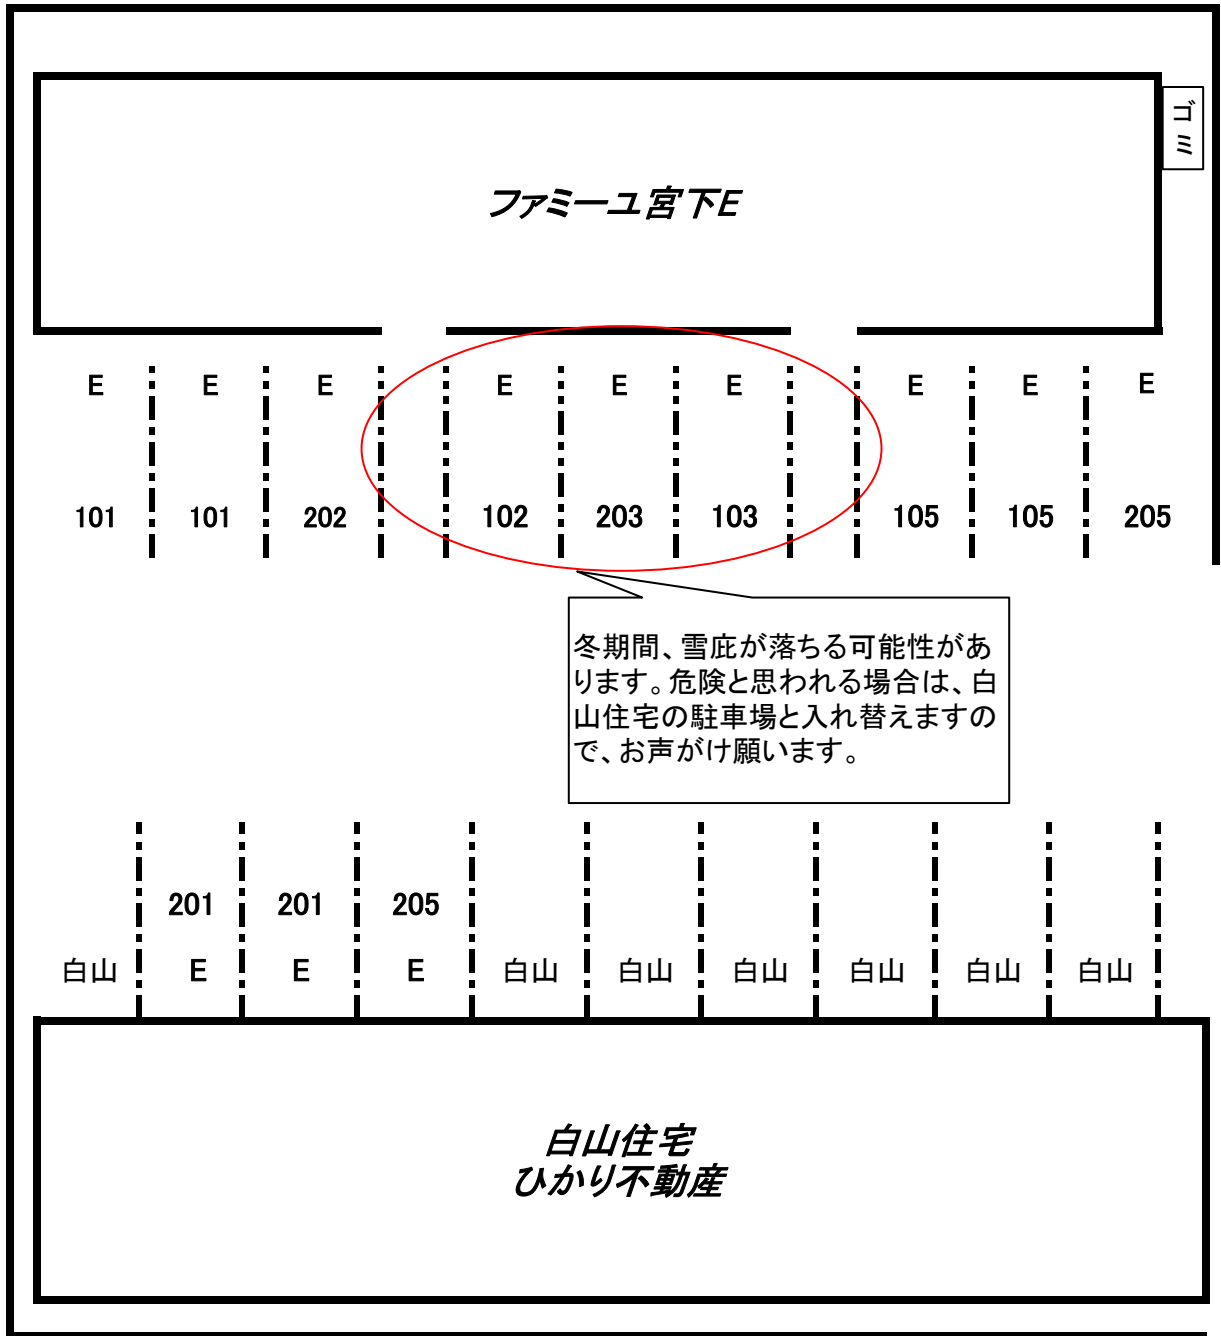 ゴミ
ファミーユ宮下E
E E E E E E E E E
101 101 202 102 203 103 105 105 205
冬期間、雪庇が落ちる可能性があ
ります。危険と思われる場合は、白
山住宅の駐車場と入れ替えますの
で、お声がけ願います。
201 201 205
白山 E E E 白山 白山 白山 白山 白山 白山
白山住宅
ひかり不動産